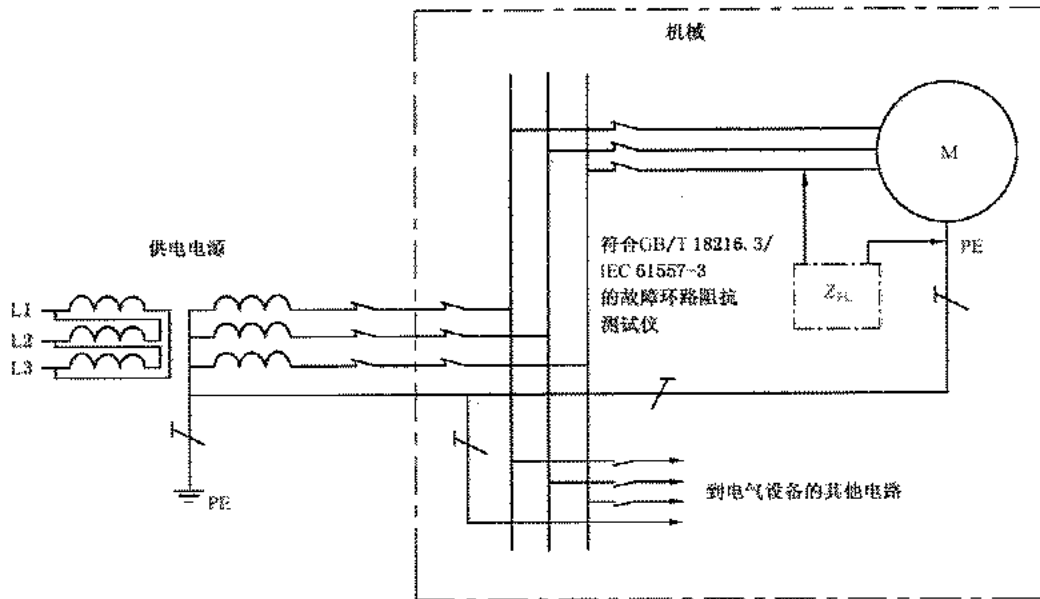 机械
M
供电电源
符合GB/T 18216.3/
IEC 61557-3
的故障环路阻抗
测试仪
PE
L1
L2
L3
到电气设备的其他电路
PE